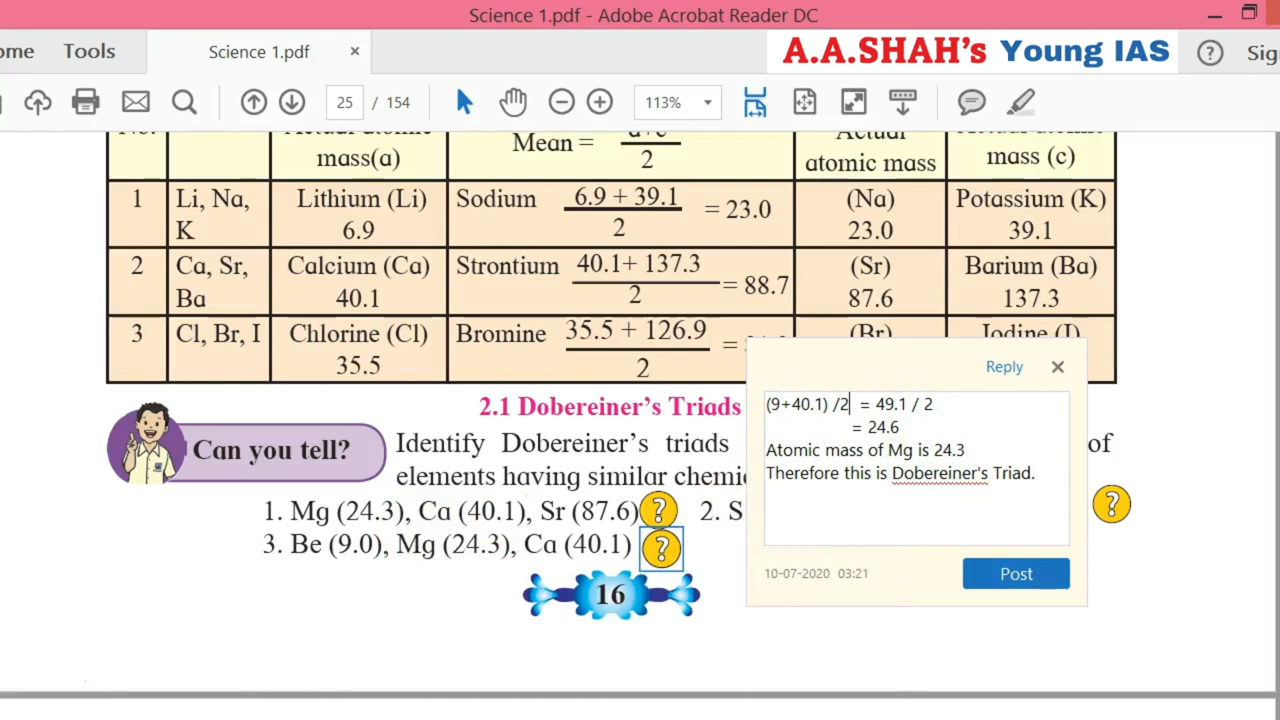 Science 1.pdf - Adobe Acrobat Reader DC
ome Tools Science 1.pdf ×
A.A.SHAH's Young IAS
Sig
25 / 154 113%
mass(a) Mean = 2 atomic mass mass (c)
1 Li, Na, K Lithium (Li) 6.9 Sodium 6.9 + 39.1 / 2 = 23.0 (Na) 23.0 Potassium (K) 39.1
2 Ca, Sr, Ba Calcium (Ca) 40.1 Strontium 40.1+ 137.3 / 2 = 88.7 (Sr) 87.6 Barium (Ba) 137.3
3 Cl, Br, I Chlorine (Cl) 35.5 Bromine 35.5 + 126.9 / 2 = (Br) Iodine (I)
2.1 Dobereiner's Triads
Can you tell?
Identify Dobereiner's triads of
elements having similar chemic
1. Mg (24.3), Ca (40.1), Sr (87.6) ? 2. S ?
3. Be (9.0), Mg (24.3), Ca (40.1) ?
16
Reply ×
(9+40.1) /2 = 49.1 / 2
= 24.6
Atomic mass of Mg is 24.3
Therefore this is Dobereiner's Triad.
10-07-2020 03:21
Post